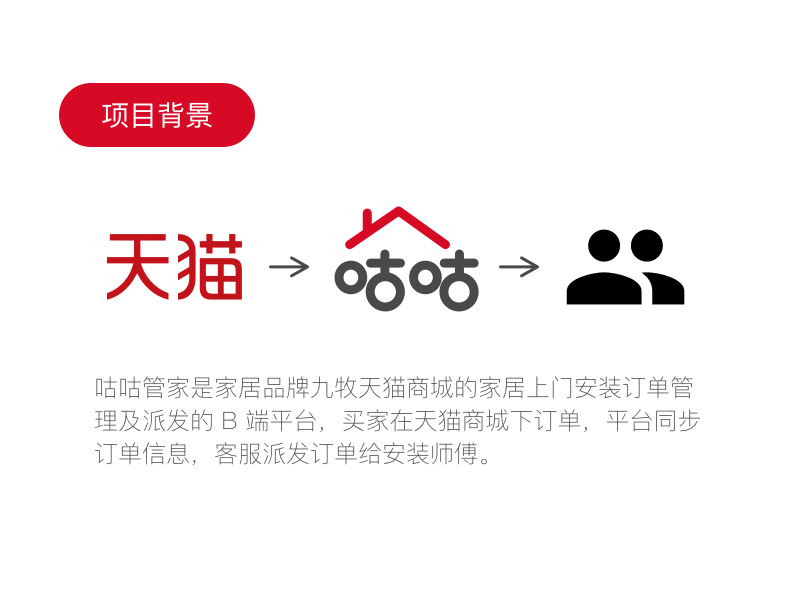 项目背景
天猫 → 咕咕 →
咕咕管家是家居品牌九牧天猫商城的家居上门安装订单管
理及派发的 B 端平台，买家在天猫商城下订单，平台同步
订单信息，客服派发订单给安装师傅。